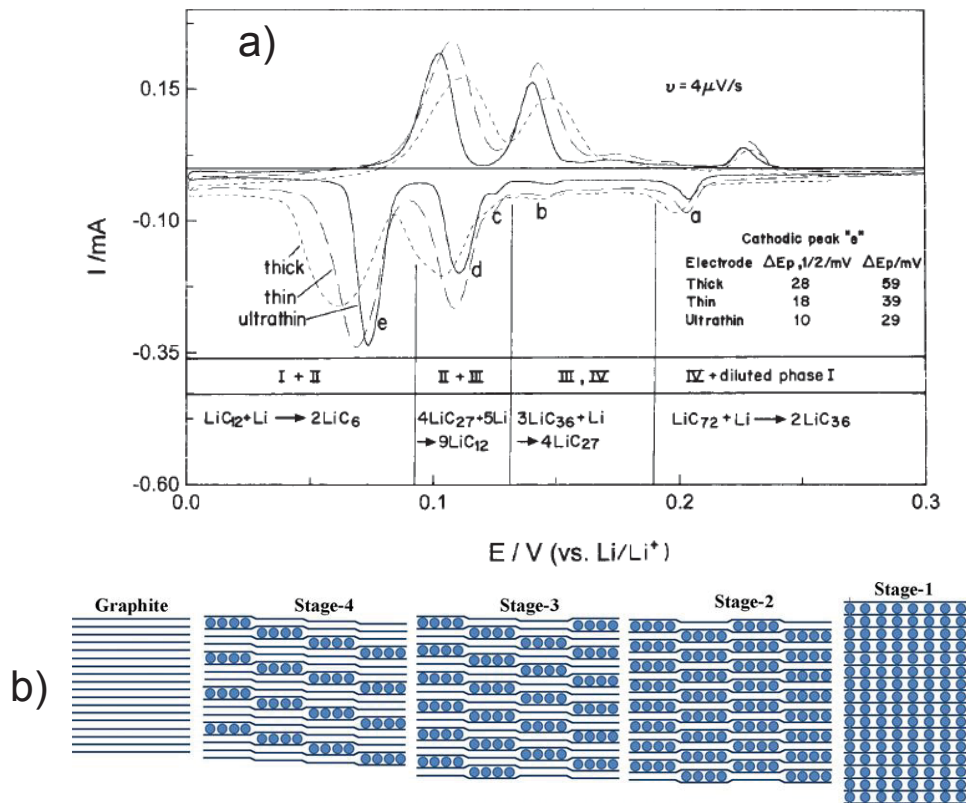 a)
0.15
υ = 4μV/s
I /mA
-0.10
c
b
a
d
thick
thin
ultrathin
e
Cathodic peak "e"
Electrode ΔEp,1/2/mV ΔEp/mV
Thick 28 59
Thin 18 39
Ultrathin 10 29
-0.35
I + II II + III III, IV IV + diluted phase I
LiC12+Li → 2LiC6 4LiC27+5Li 3LiC36+Li LiC72 + Li → 2LiC36
→ 9LiC12 → 4LiC27
-0.60
0.0 0.1 0.2 0.3
E / V (vs. Li/Li+)
b)
Graphite Stage-4 Stage-3 Stage-2 Stage-1